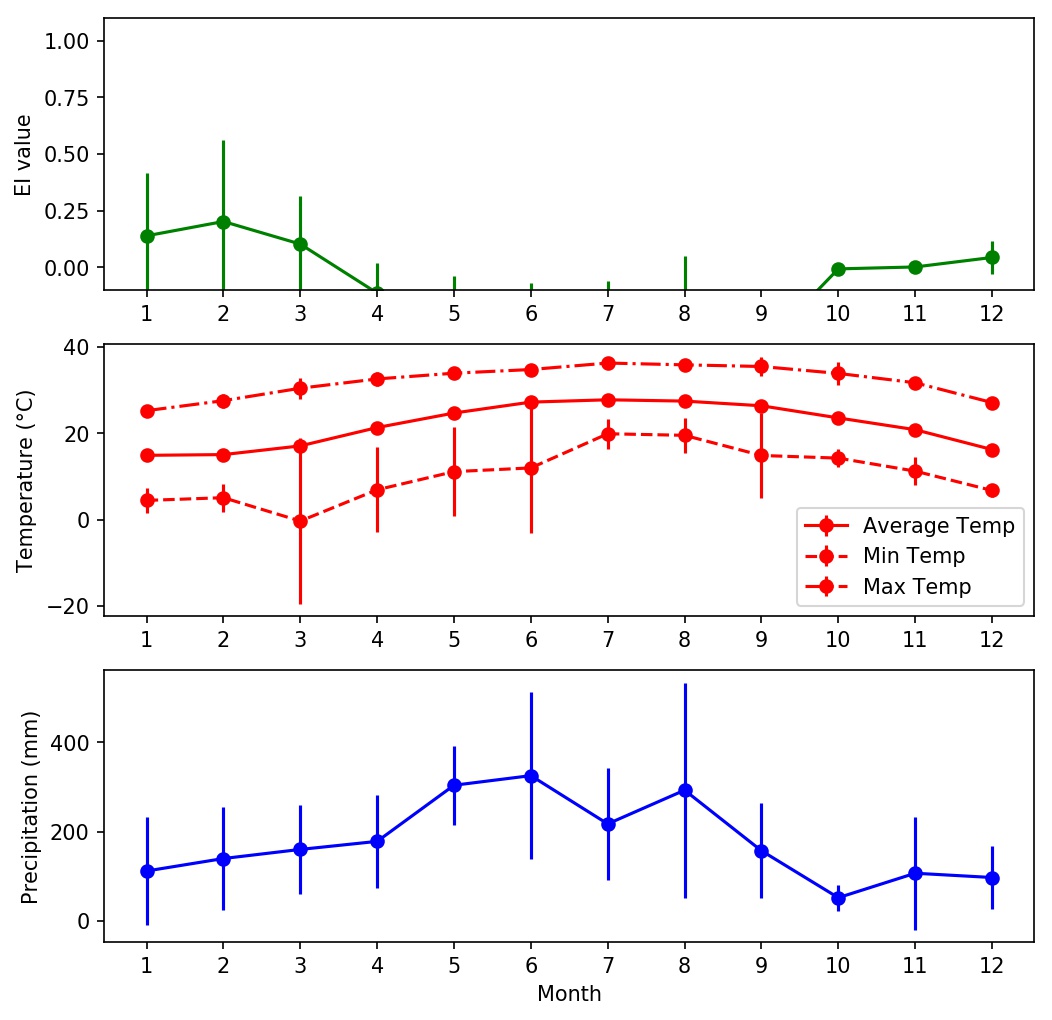 EI value
1.00
0.75
0.50
0.25
0.00
1 2 3 4 5 6 7 8 9 10 11 12
Temperature (°C)
40
20
0
−20
Average Temp
Min Temp
Max Temp
1 2 3 4 5 6 7 8 9 10 11 12
Precipitation (mm)
400
200
0
1 2 3 4 5 6 7 8 9 10 11 12
Month